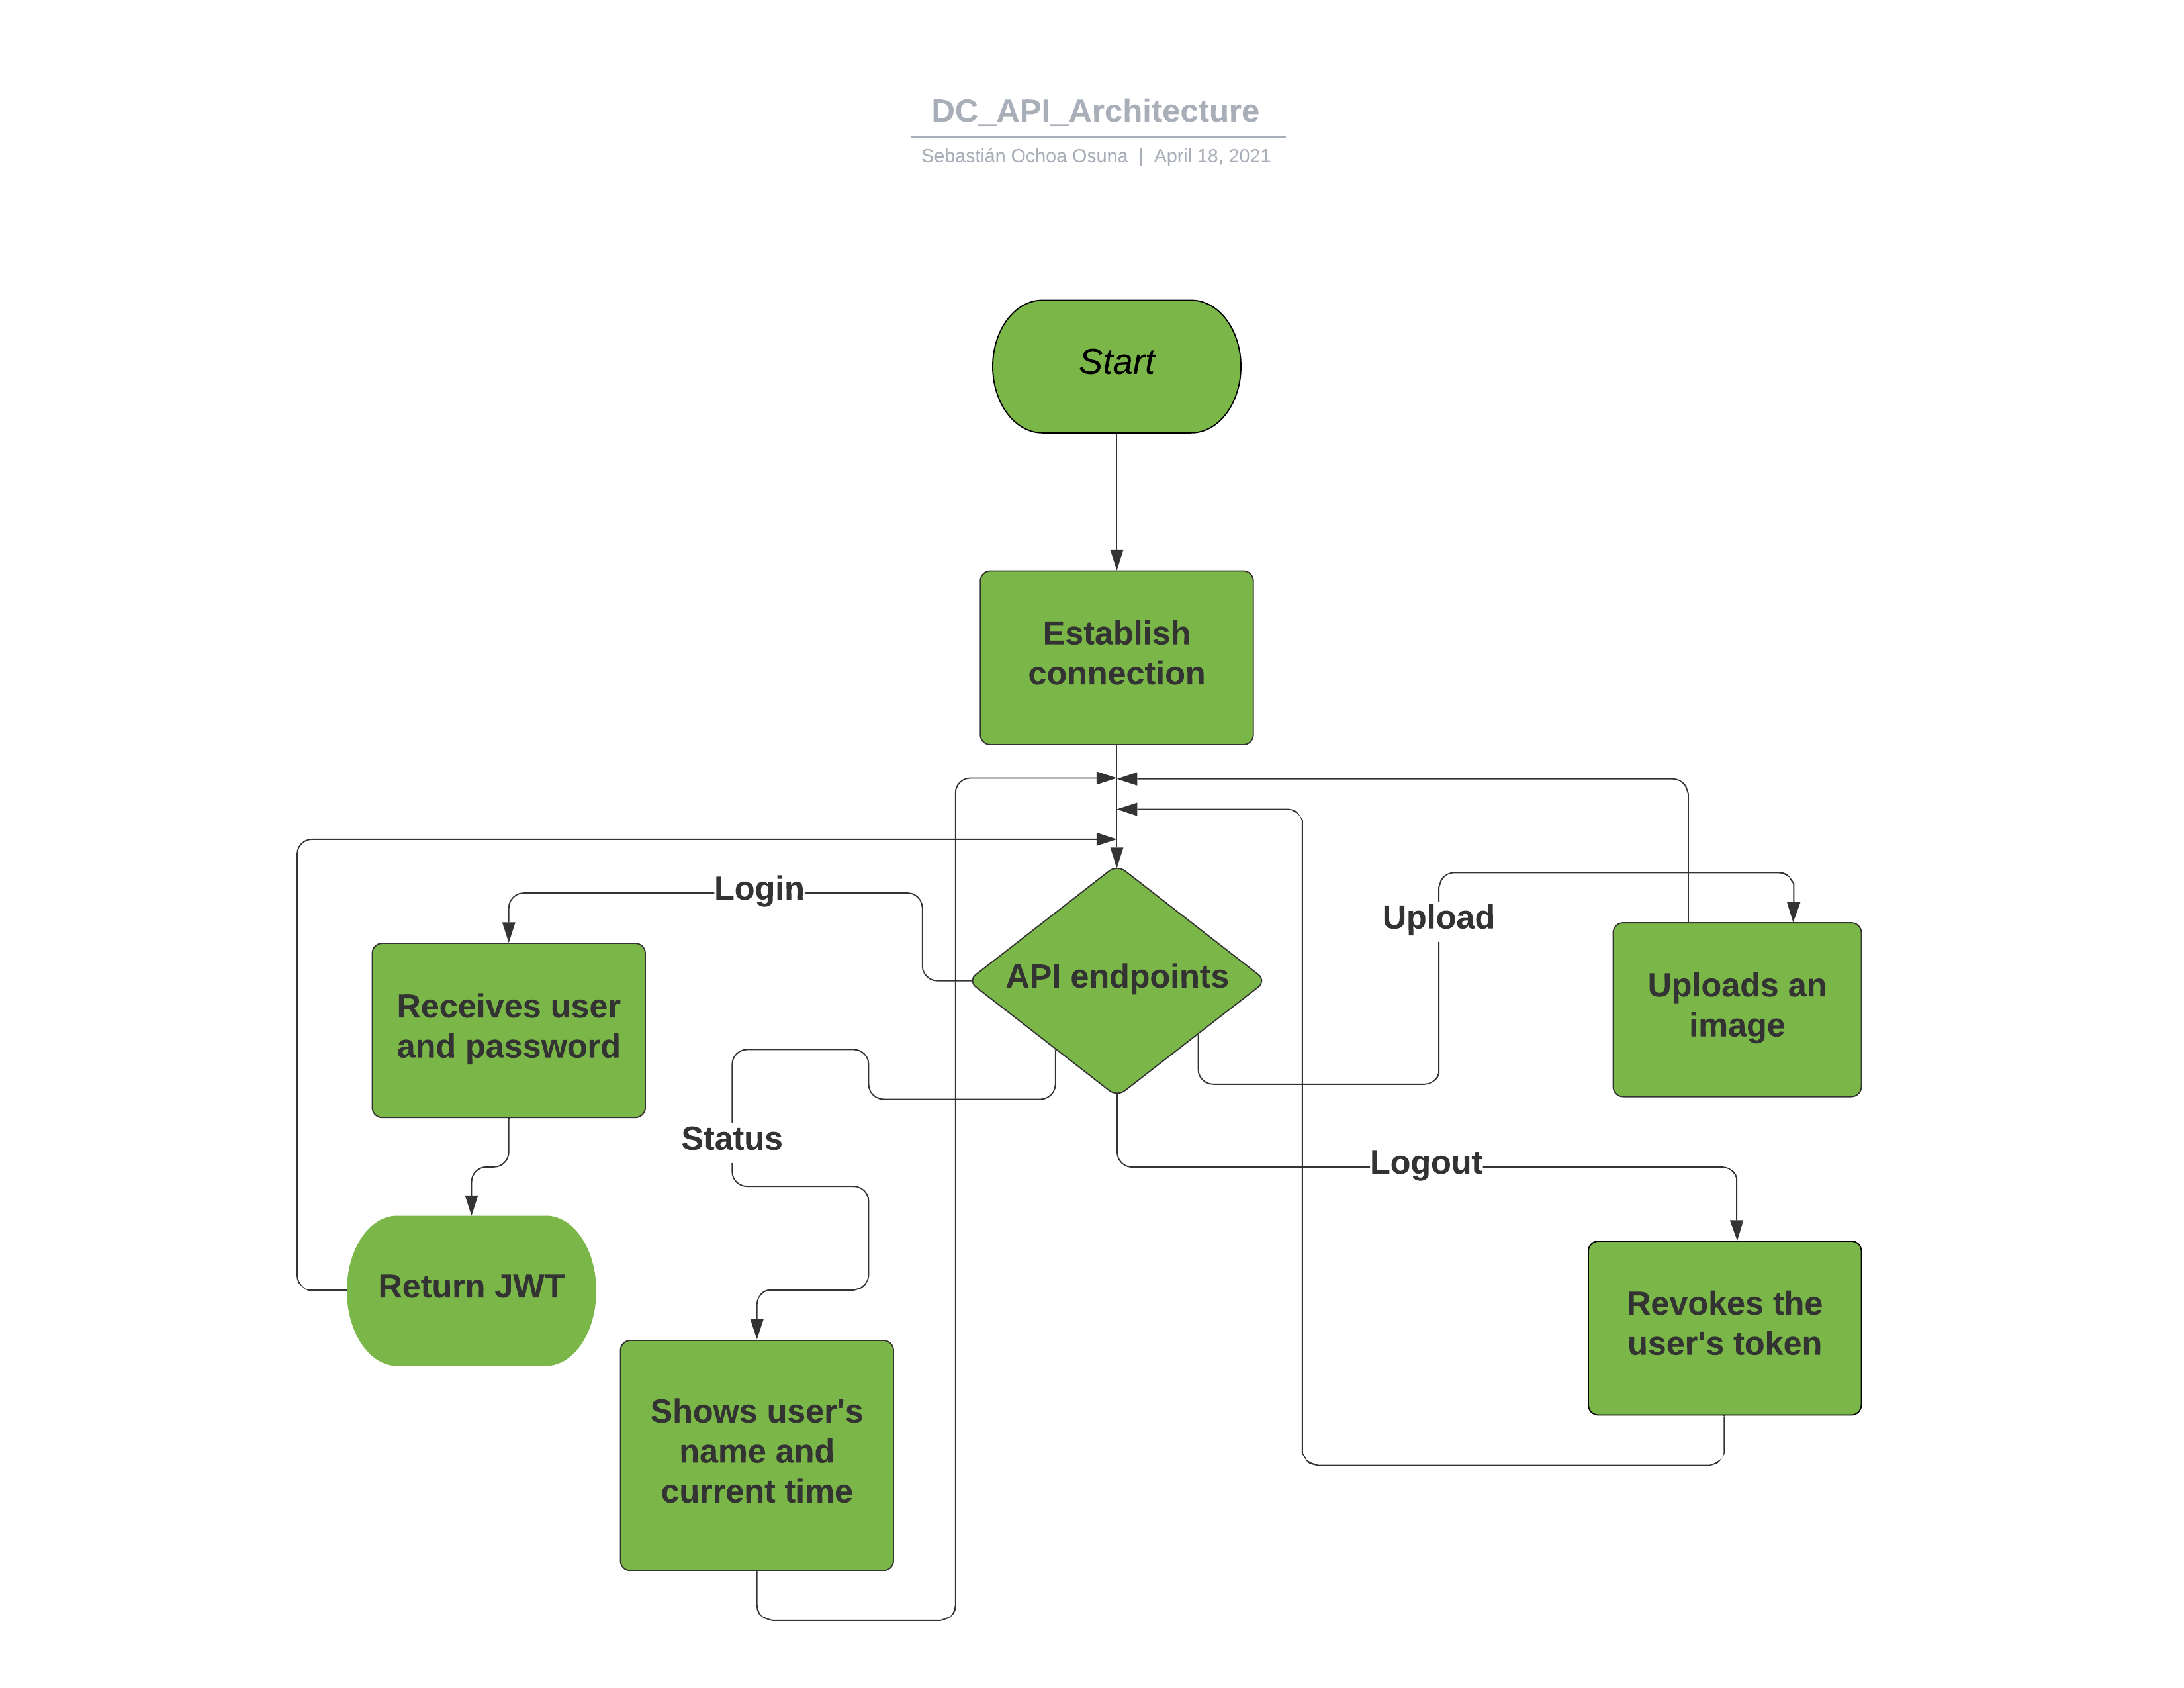 DC_API_Architecture
Sebastián Ochoa Osuna | April 18, 2021
Start
Establish
connection
Login
Upload
API endpoints
Receives user
and password
Uploads an
image
Status
Logout
Return JWT
Revokes the
user's token
Shows user's
name and
current time